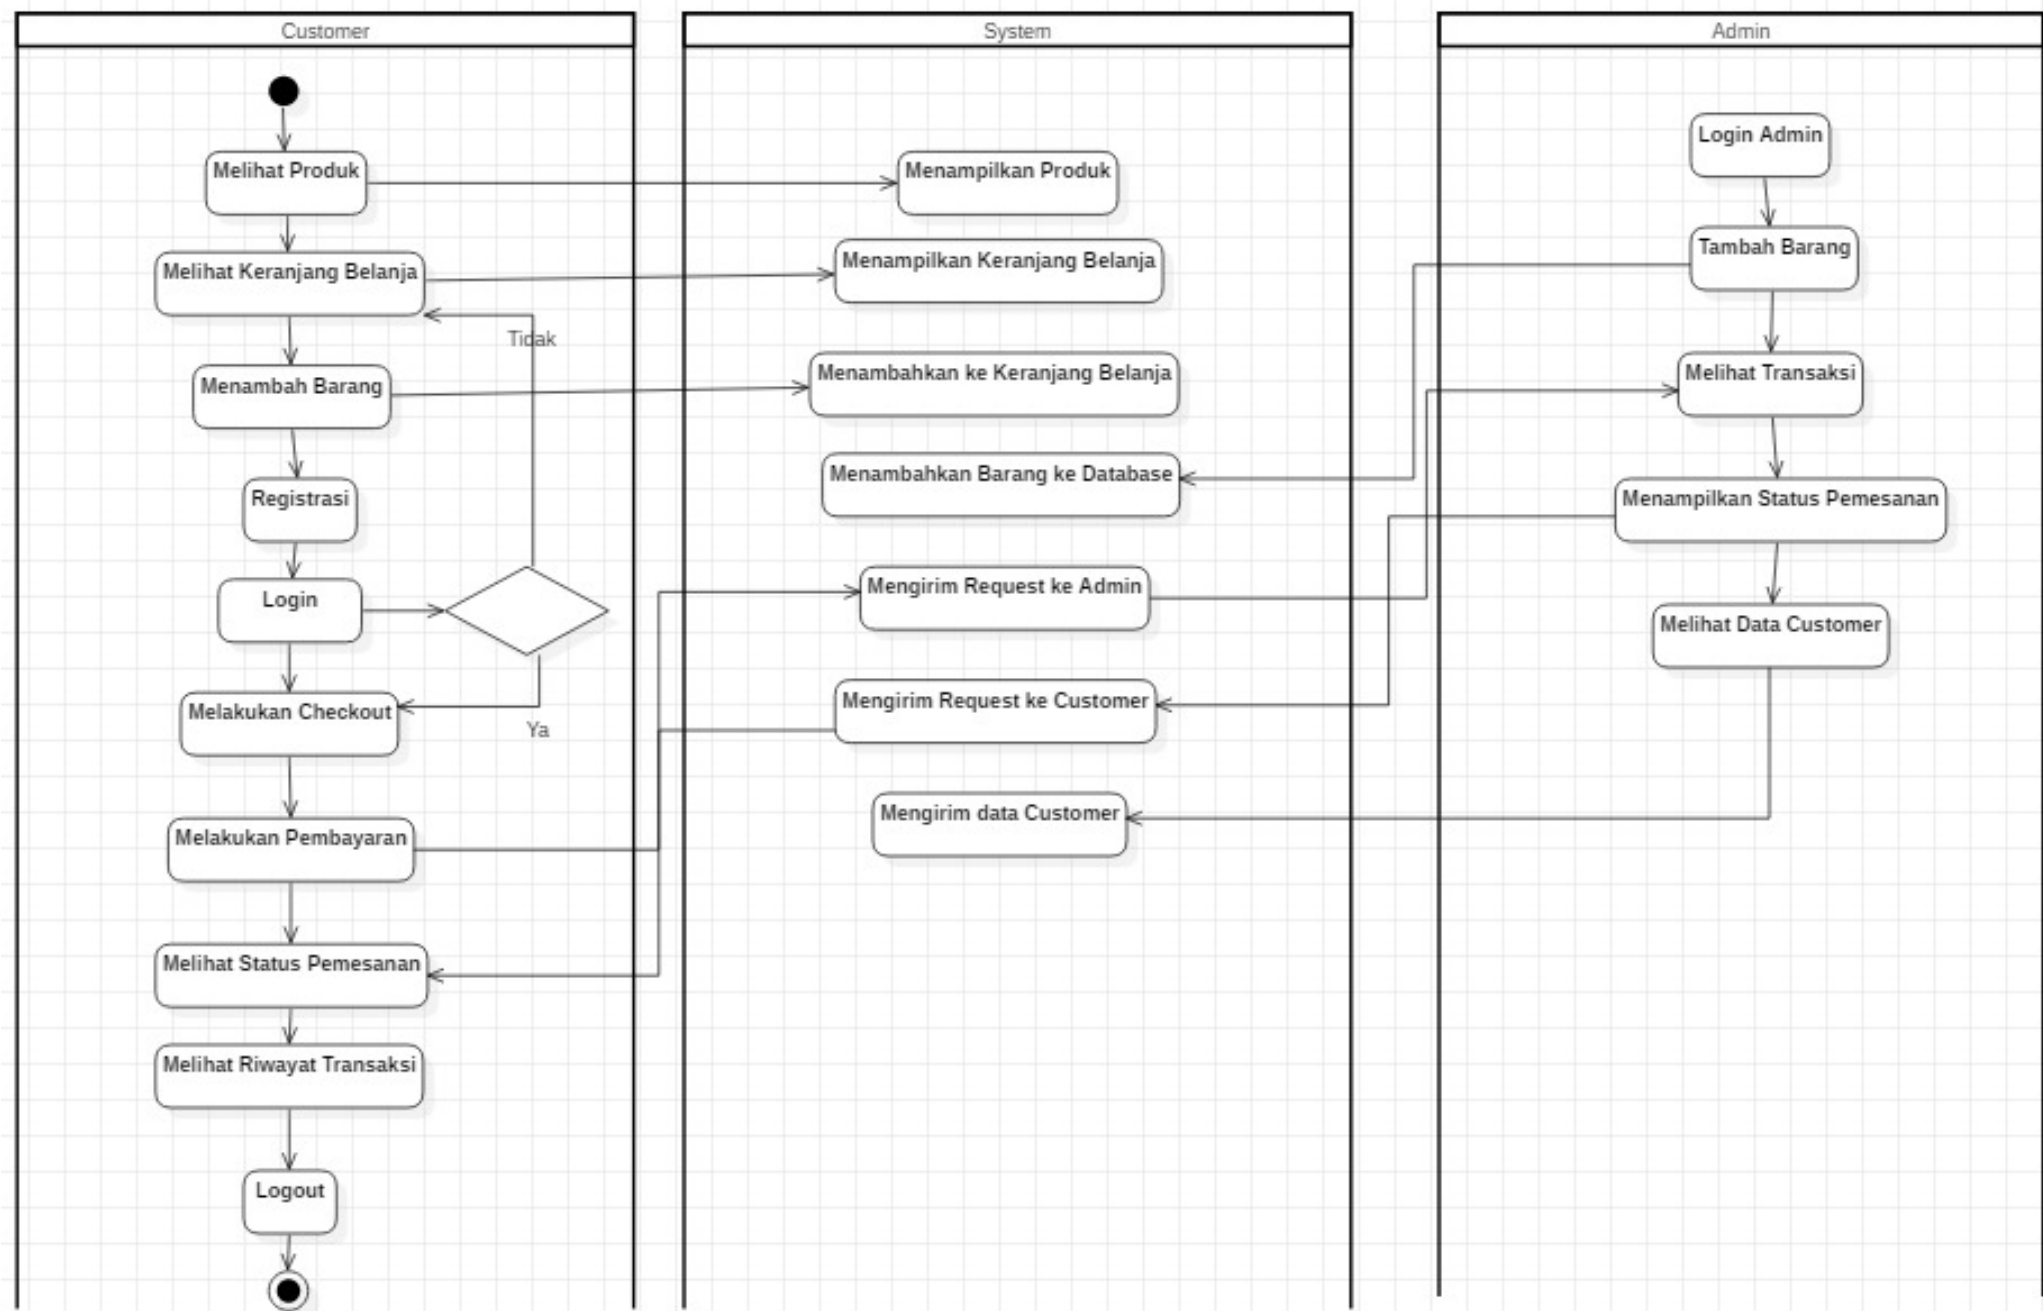 Customer
Melihat Produk
Melihat Keranjang Belanja
Tidak
Menambah Barang
Registrasi
Login
Melakukan Checkout
Ya
Melakukan Pembayaran
Melihat Status Pemesanan
Melihat Riwayat Transaksi
Logout
System
Menampilkan Produk
Menampilkan Keranjang Belanja
Menambahkan ke Keranjang Belanja
Menambahkan Barang ke Database
Mengirim Request ke Admin
Mengirim Request ke Customer
Mengirim data Customer
Admin
Login Admin
Tambah Barang
Melihat Transaksi
Menampilkan Status Pemesanan
Melihat Data Customer